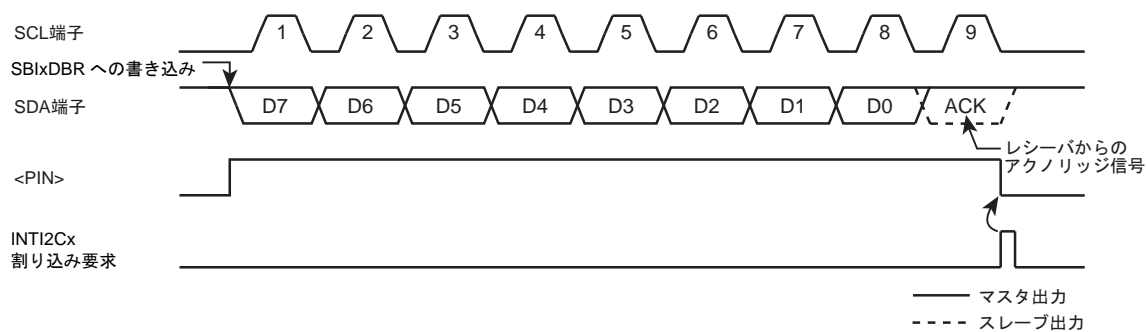 SCL端子
1 2 3 4 5 6 7 8 9
SBIxDBR への書き込み
SDA端子
D7 D6 D5 D4 D3 D2 D1 D0 ACK
レシーバからの
アクノリッジ信号
<PIN>
INTI2Cx
割り込み要求
マスタ出力
スレーブ出力